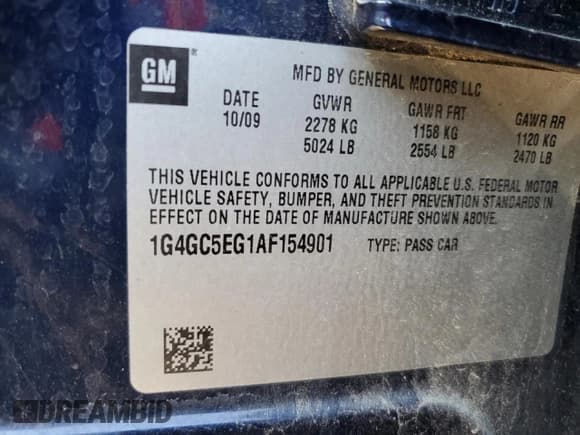 GM
MFD BY GENERAL MOTORS LLC
DATE GVWR GAWR FRT GAWR RR
10/09 2278 KG 1158 KG 1120 KG
5024 LB 2554 LB 2470 LB
THIS VEHICLE CONFORMS TO ALL APPLICABLE U.S. FEDERAL MOTOR
VEHICLE SAFETY, BUMPER, AND THEFT PREVENTION STANDARDS IN
EFFECT ON THE DATE OF MANUFACTURE SHOWN ABOVE.
1G4GC5EG1AF154901 TYPE: PASS CAR
DREAMBID